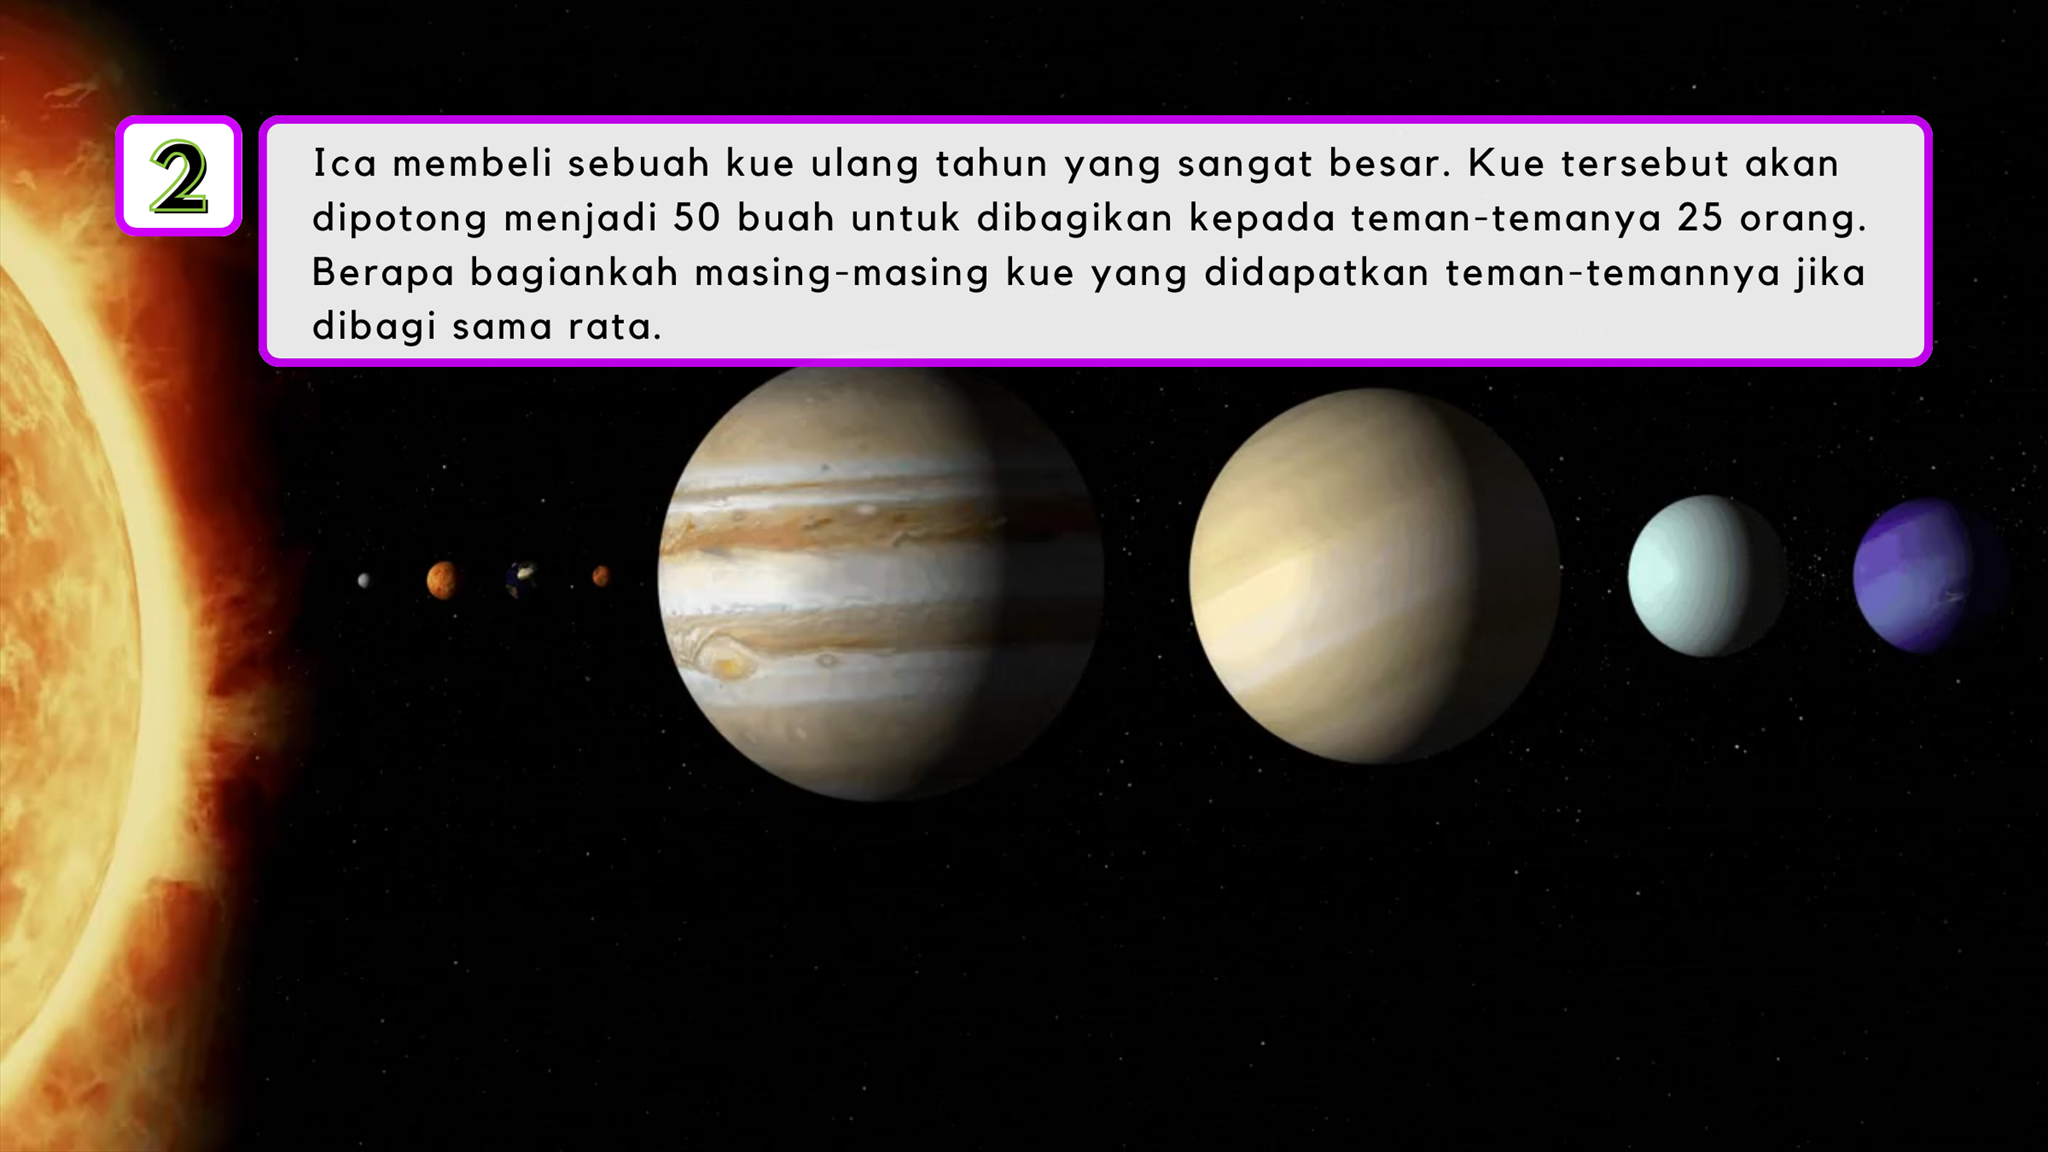 2
Ica membeli sebuah kue ulang tahun yang sangat besar. Kue tersebut akan
dipotong menjadi 50 buah untuk dibagikan kepada teman-temanya 25 orang.
Berapa bagiankah masing-masing kue yang didapatkan teman-temannya jika
dibagi sama rata.